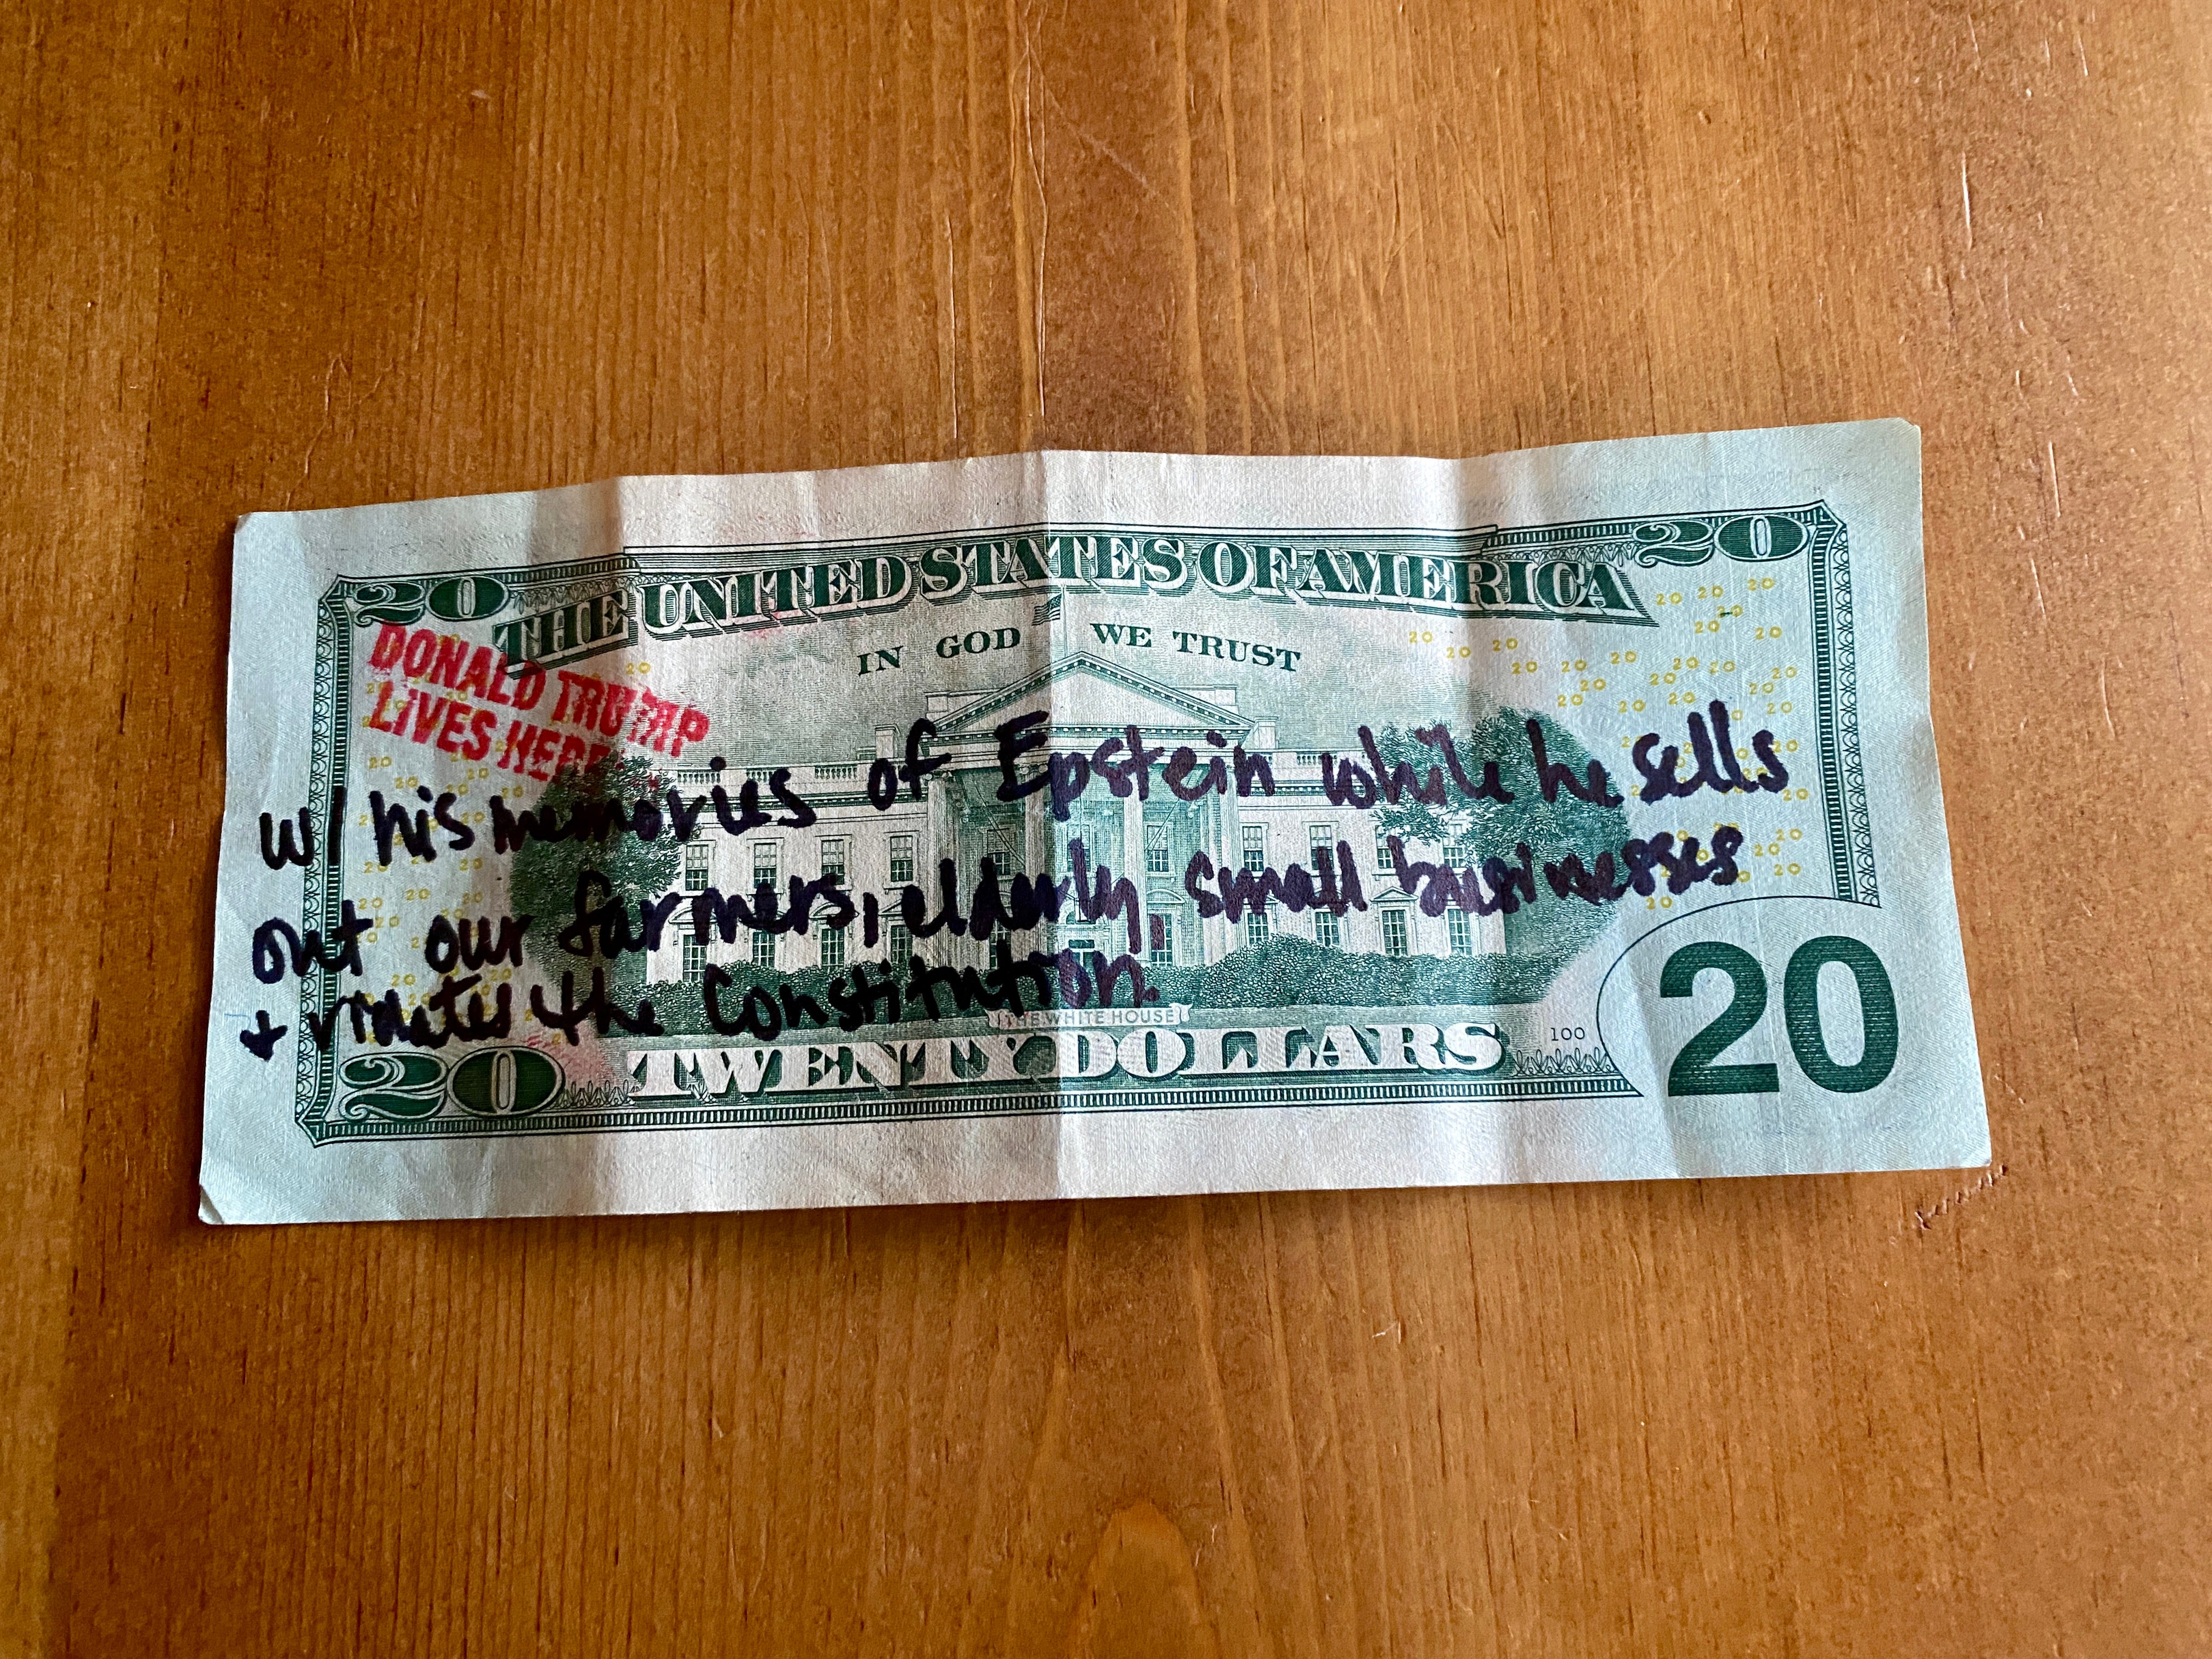 20 20
THE UNITED STATES OF AMERICA
IN GOD WE TRUST
DONALD TRUMP
LIVES HERE
w/ his memories of Epstein while he sells
out our farmers, elderly, small businesses
+ violates the Constitution.
THE WHITE HOUSE
TWENTY DOLLARS
100
20 20